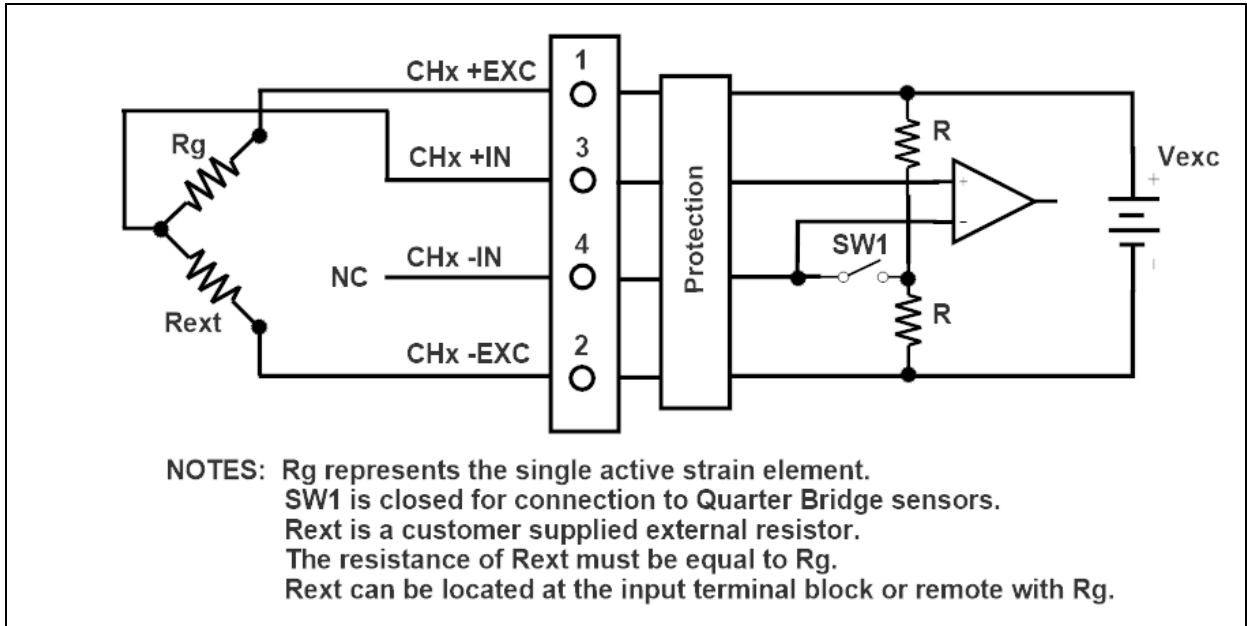 CHx +EXC
1
Rg
CHx +IN
3
CHx -IN
4
NC
Rext
CHx -EXC
2
Protection
R
SW1
R
+
-
Vexc
+
|
NOTES: Rg represents the single active strain element.
SW1 is closed for connection to Quarter Bridge sensors.
Rext is a customer supplied external resistor.
The resistance of Rext must be equal to Rg.
Rext can be located at the input terminal block or remote with Rg.